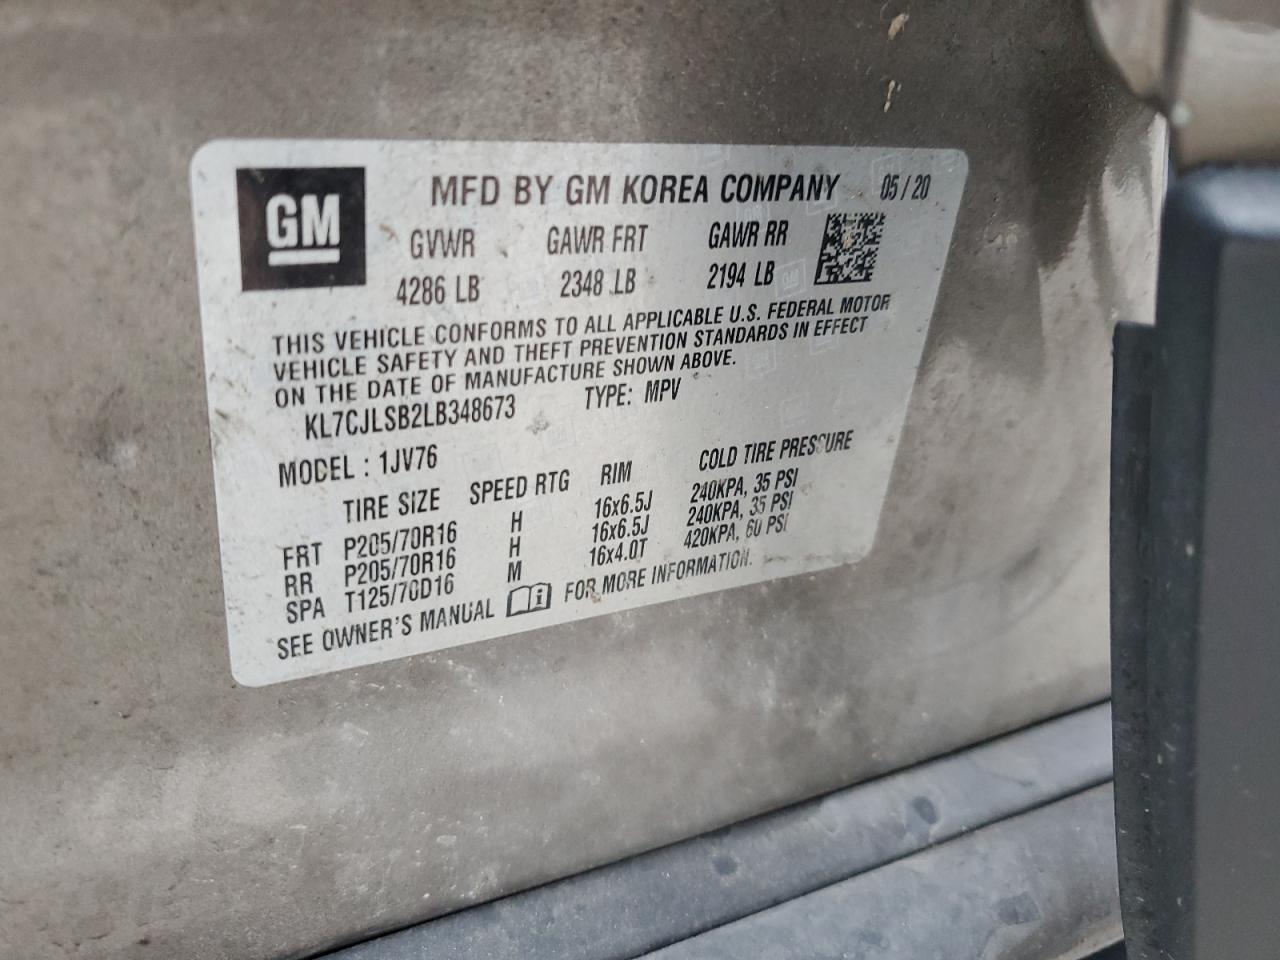 GM
MFD BY GM KOREA COMPANY 05/20
GVWR GAWR FRT GAWR RR
4286 LB 2348 LB 2194 LB
THIS VEHICLE CONFORMS TO ALL APPLICABLE U.S. FEDERAL MOTOR
VEHICLE SAFETY AND THEFT PREVENTION STANDARDS IN EFFECT
ON THE DATE OF MANUFACTURE SHOWN ABOVE.
KL7CJLSB2LB348673 TYPE: MPV
MODEL : 1JV76
TIRE SIZE SPEED RTG RIM COLD TIRE PRESSURE
FRT P205/70R16 H 16x6.5J 240KPA, 35 PSI
RR P205/70R16 H 16x6.5J 240KPA, 35 PSI
SPA T125/70D16 M 16x4.0T 420KPA, 60 PSI
SEE OWNER'S MANUAL i FOR MORE INFORMATION.